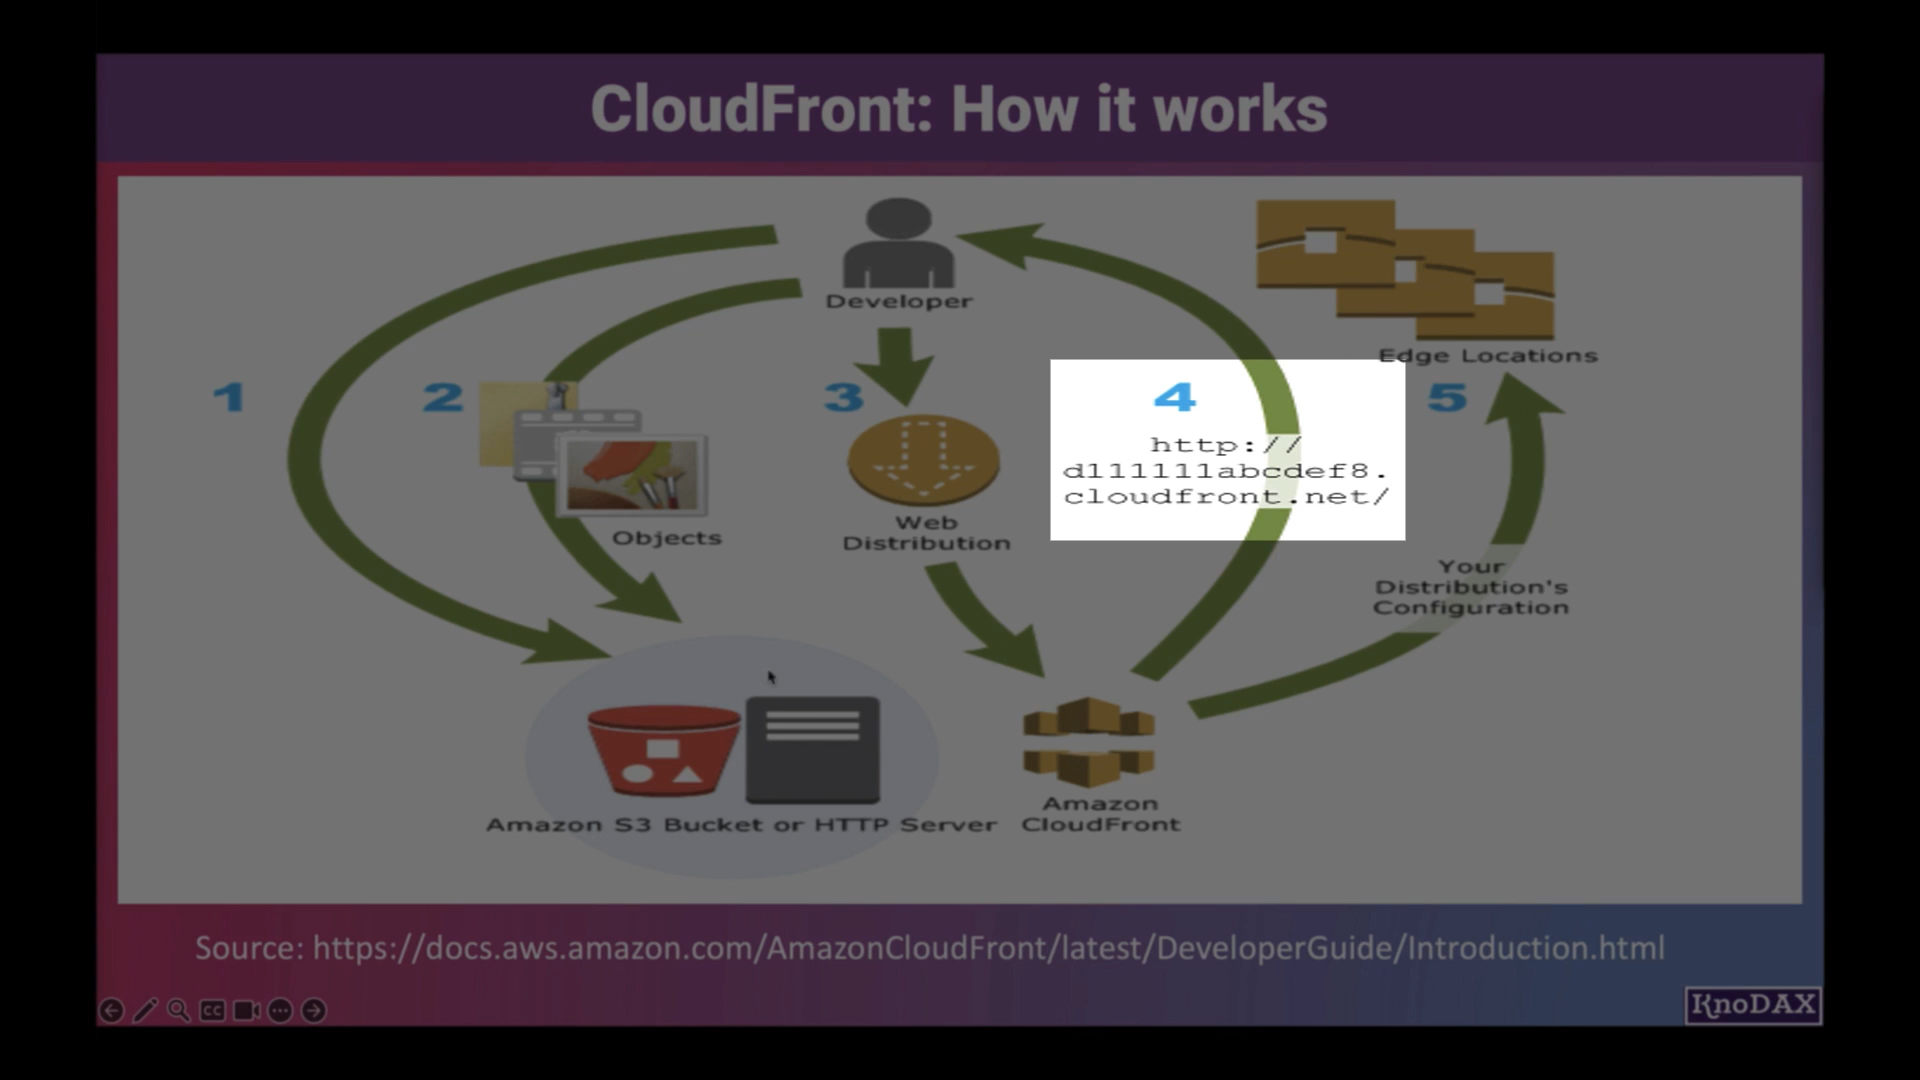 CloudFront: How it works
Developer
Edge Locations
1
2
3
4
5
http://
d111111abcdef8.
cloudfront.net/
Objects
Web
Distribution
Your
Distribution's
Configuration
Amazon S3 Bucket or HTTP Server
Amazon
CloudFront
Source: https://docs.aws.amazon.com/AmazonCloudFront/latest/DeveloperGuide/Introduction.html
CC
KnoDAX